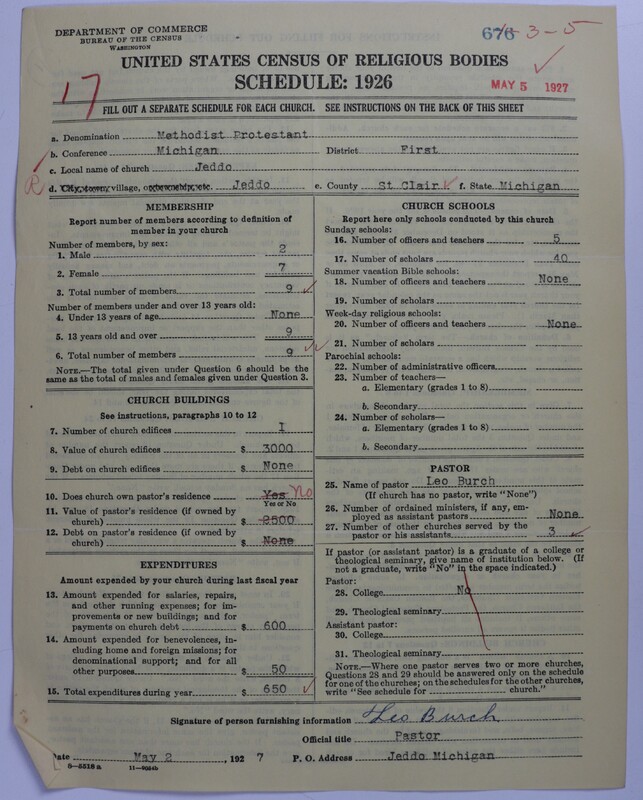 DEPARTMENT OF COMMERCE
BUREAU OF THE CENSUS
WASHINGTON
676-3-5
UNITED STATES CENSUS OF RELIGIOUS BODIES
SCHEDULE: 1926
MAY 5 1927
17
FILL OUT A SEPARATE SCHEDULE FOR EACH CHURCH. SEE INSTRUCTIONS ON THE BACK OF THIS SHEET
a. Denomination Methodist Protestant
b. Conference Michigan District First
c. Local name of church Jeddo
R
d. City, town, village, or township, etc. Jeddo e. County St Clair f. State Michigan
MEMBERSHIP
Report number of members according to definition of member in your church
Number of members, by sex:
1. Male 2
2. Female 7
3. Total number of members 9
Number of members under and over 13 years old:
4. Under 13 years of age None
5. 13 years old and over 9
6. Total number of members 9
NOTE.—The total given under Question 6 should be
same as the total of males and females given under Question 3.
CHURCH BUILDINGS
See instructions, paragraphs 10 to 12
7. Number of church edifices 1
8. Value of church edifices $ 3000
9. Debt on church edifices $ None
10. Does church own pastor's residence Yes No
Yes or No
11. Value of pastor's residence (if owned by
church) $ 2500
12. Debt on pastor's residence (if owned by
church) $ None
EXPENDITURES
Amount expended by your church during last fiscal year
13. Amount expended for salaries, repairs,
and other running expenses; for im-
provements or new buildings; and for
payments on church debt $ 600
14. Amount expended for benevolences, in-
cluding home and foreign missions; for
denominational support; and for all
other purposes $ 50
15. Total expenditures during year $ 650
CHURCH SCHOOLS
Report here only schools conducted by this church
Sunday schools:
16. Number of officers and teachers 5
17. Number of scholars 40
Summer vacation Bible schools:
18. Number of officers and teachers None
19. Number of scholars
Week-day religious schools:
20. Number of officers and teachers None
21. Number of scholars
Parochial schools:
22. Number of administrative officers
23. Number of teachers—
a. Elementary (grades 1 to 8)
b. Secondary
24. Number of scholars—
a. Elementary (grades 1 to 8)
b. Secondary
PASTOR
25. Name of pastor Leo Burch
(If church has no pastor, write "None")
26. Number of ordained ministers, if any, em-
ployed as assistant pastors None
27. Number of other churches served by the
pastor or his assistants 3
If pastor (or assistant pastor) is a graduate of a college or
theological seminary, give name of institution below. (If
not a graduate, write "No" in the space indicated.)
Pastor:
28. College No
29. Theological seminary
Assistant pastor:
30. College
31. Theological seminary
NOTE.—Where one pastor serves two or more churches,
Questions 28 and 29 should be answered only on the schedule
for one of the churches; on the schedules for the other churches,
write "See schedule for church."
Signature of person furnishing information Leo Burch
Official title Pastor
Date May 2, 1927 P. O. Address Jeddo Michigan
8-5518 a 11-9054b